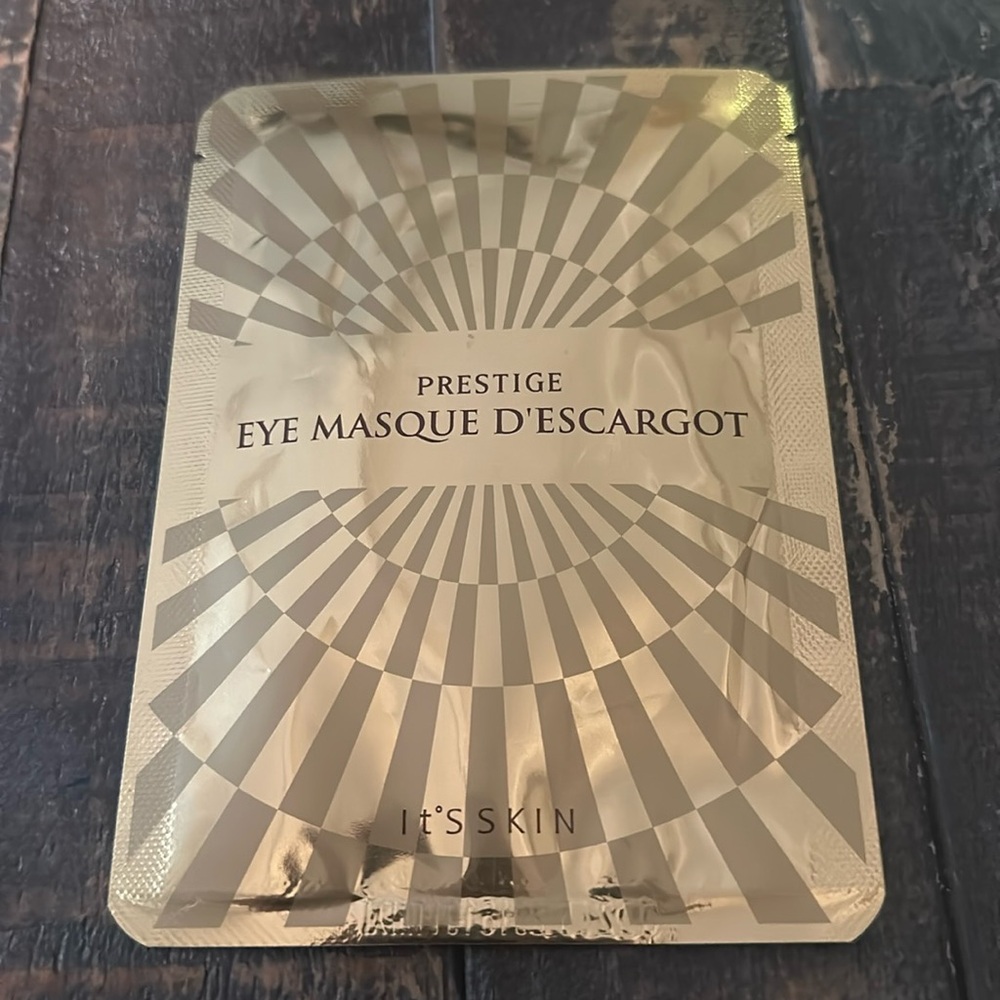 PRESTIGE
EYE MASQUE D'ESCARGOT
It°S SKIN